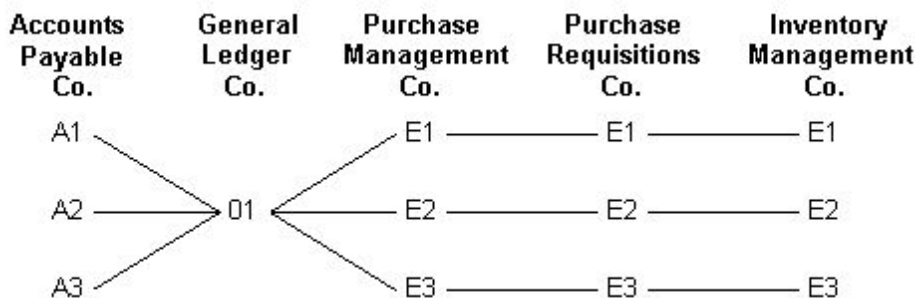 Accounts Payable Co.
General Ledger Co.
Purchase Management Co.
Purchase Requisitions Co.
Inventory Management Co.
A1 E1 E1 E1
A2 01 E2 E2 E2
A3 E3 E3 E3